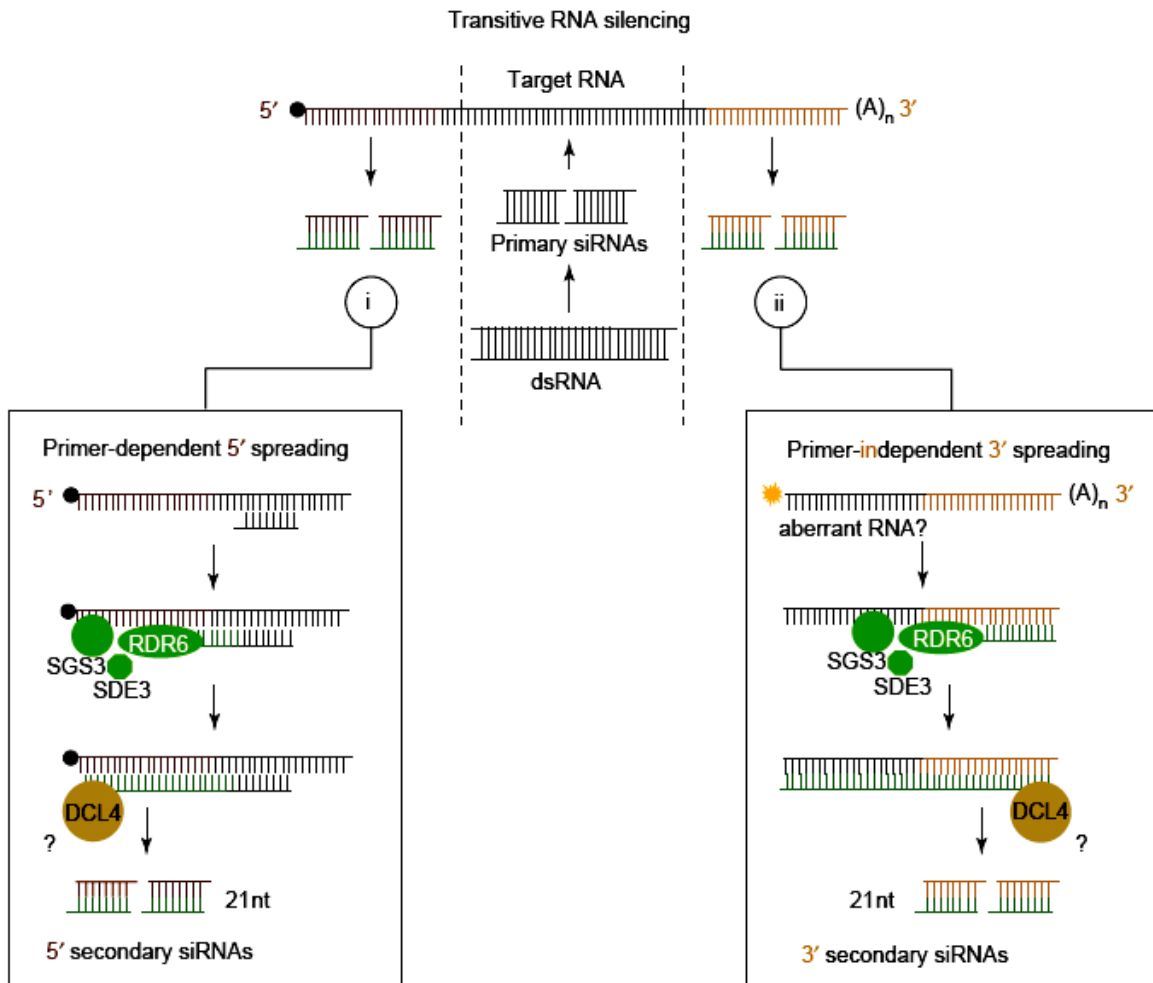 Transitive RNA silencing
Target RNA
5′
(A)n 3′
Primary siRNAs
i
ii
dsRNA
Primer-dependent 5′ spreading
5'
RDR6
SGS3
SDE3
DCL4
?
21nt
5′ secondary siRNAs
Primer-independent 3′ spreading
(A)n 3′
aberrant RNA?
RDR6
SGS3
SDE3
DCL4
?
21nt
3′ secondary siRNAs